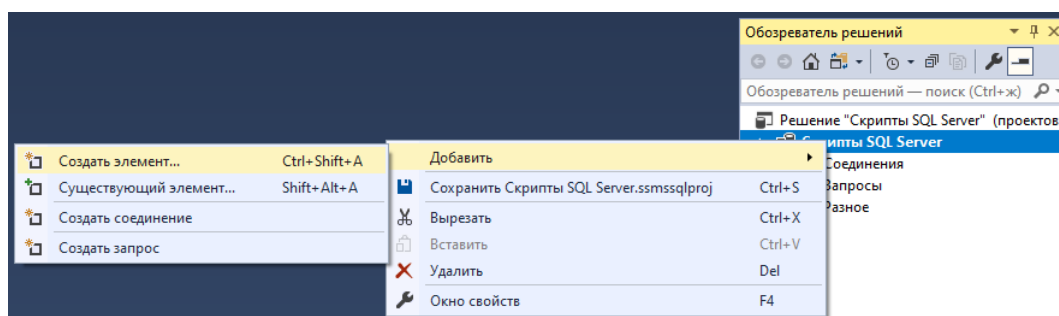 Обозреватель решений
Обозреватель решений — поиск (Ctrl+ж)
Решение "Скрипты SQL Server" (проектов
Скрипты SQL Server
Соединения
Запросы
Разное
Добавить
Сохранить Скрипты SQL Server.ssmssqlproj Ctrl+S
Вырезать Ctrl+X
Вставить Ctrl+V
Удалить Del
Окно свойств F4
Создать элемент... Ctrl+Shift+A
Существующий элемент... Shift+Alt+A
Создать соединение
Создать запрос